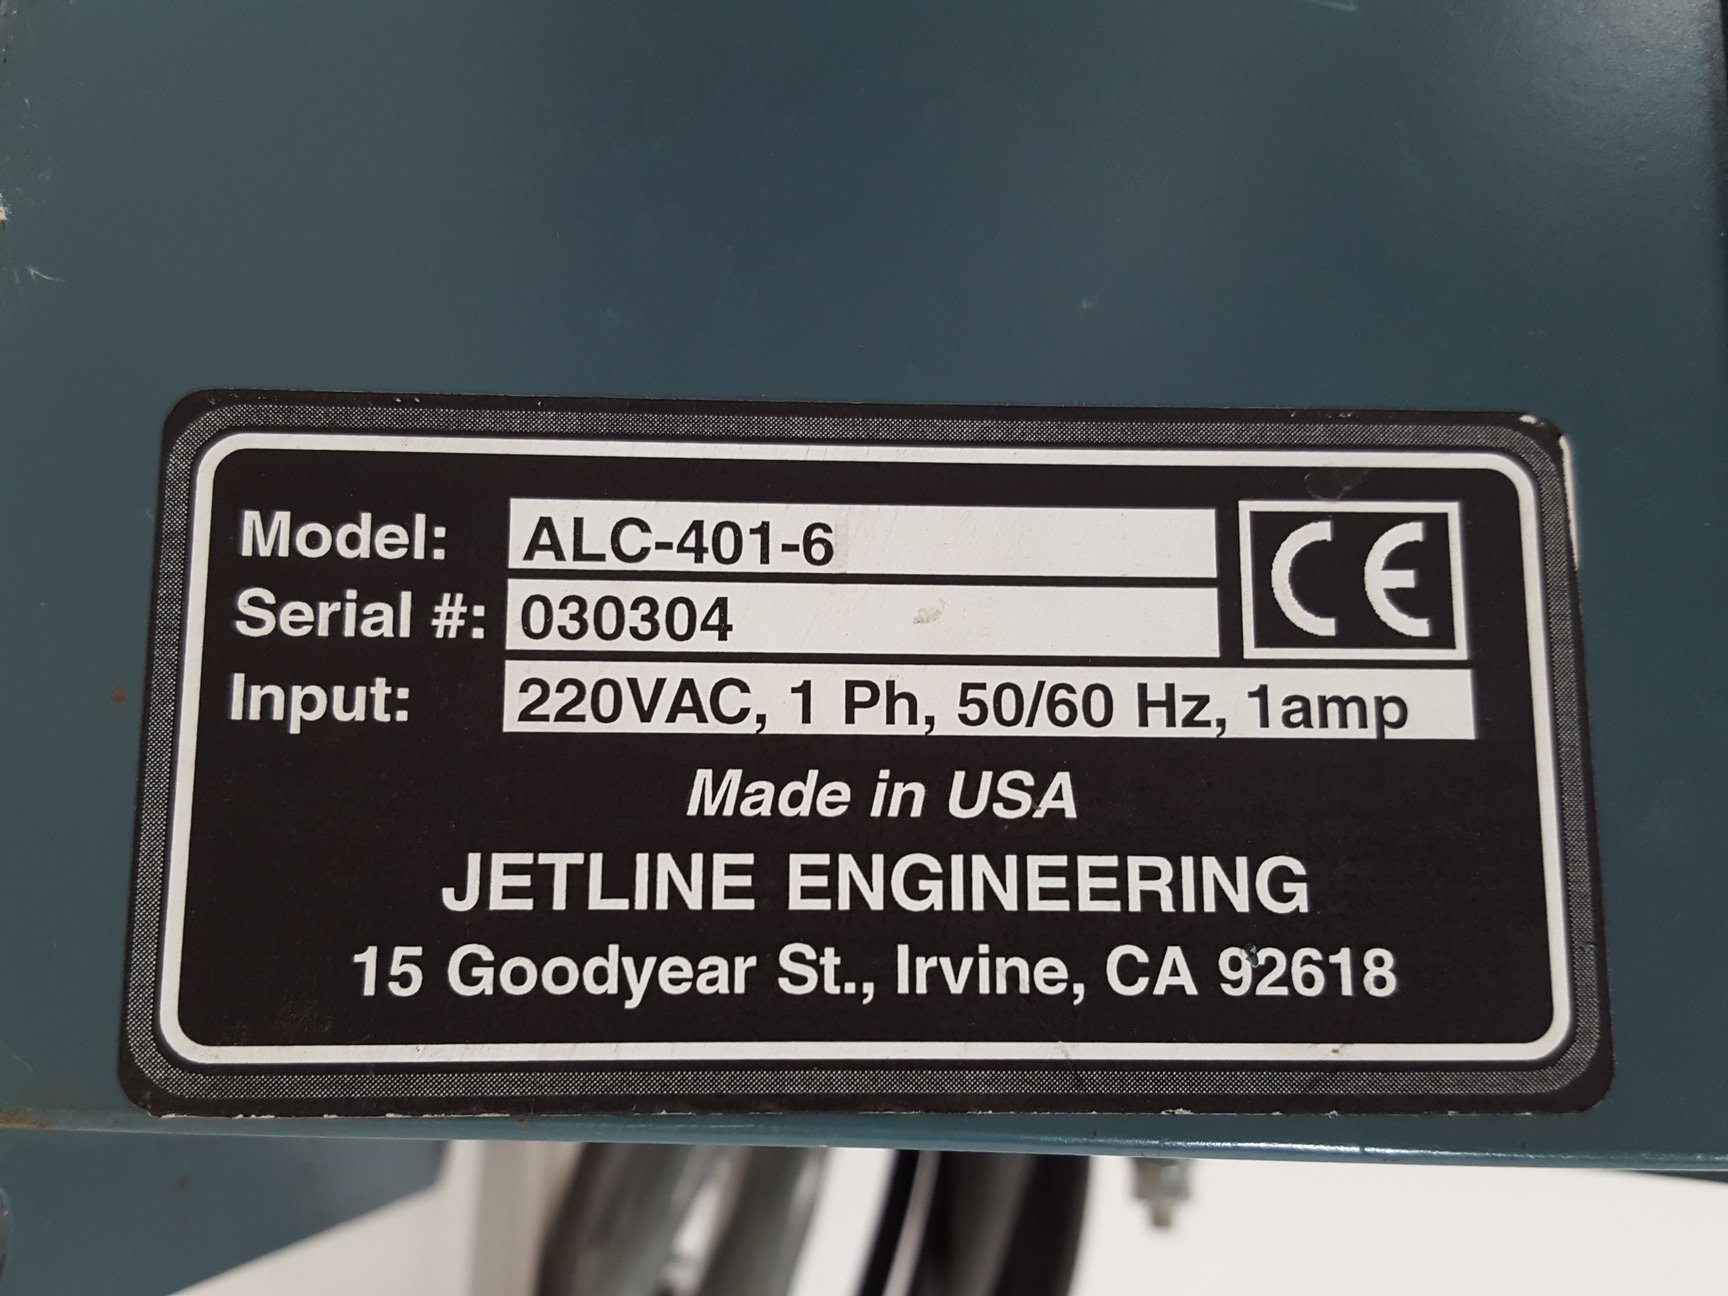 Model: ALC-401-6
Serial #: 030304
Input: 220VAC, 1 Ph, 50/60 Hz, 1amp
CE
Made in USA
JETLINE ENGINEERING
15 Goodyear St., Irvine, CA 92618